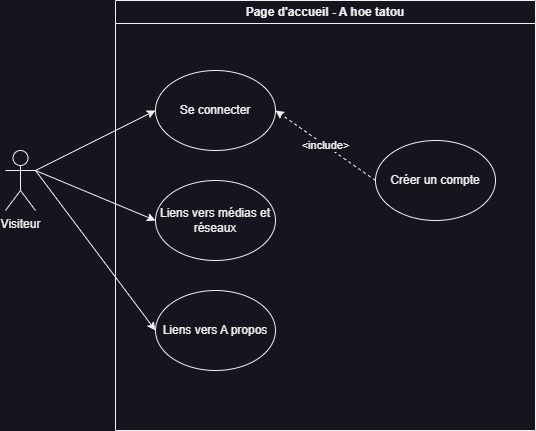 Page d'accueil - A hoe tatou
Se connecter
<include>
Créer un compte
Visiteur
Liens vers médias et
réseaux
Liens vers A propos